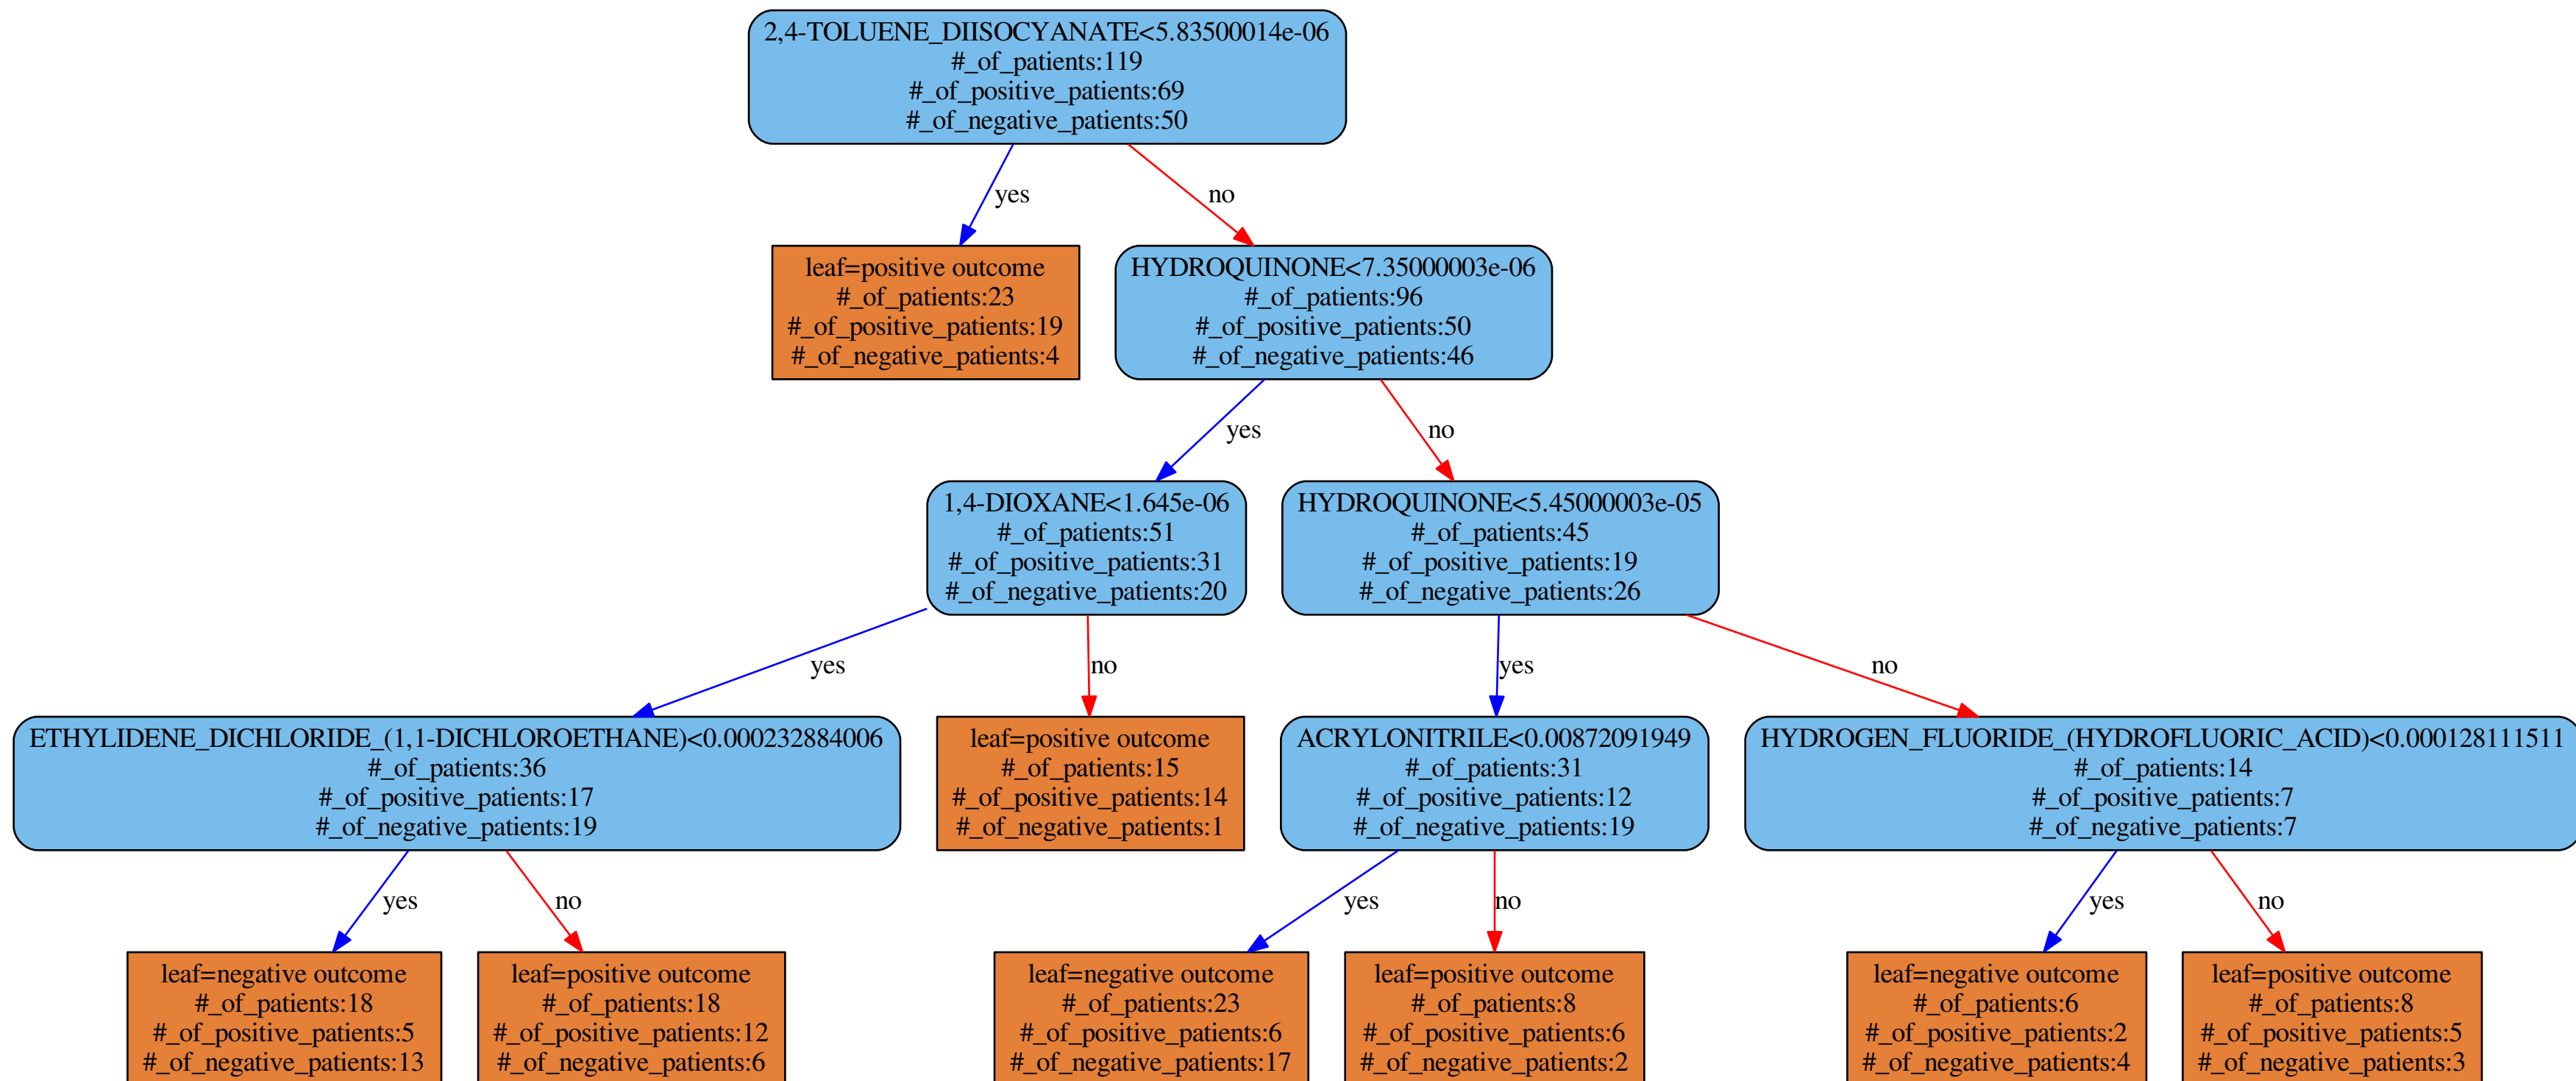 2,4-TOLUENE_DIISOCYANATE<5.83500014e-06
#_of_patients:119
#_of_positive_patients:69
#_of_negative_patients:50
yes
no
leaf=positive outcome
#_of_patients:23
#_of_positive_patients:19
#_of_negative_patients:4
HYDROQUINONE<7.35000003e-06
#_of_patients:96
#_of_positive_patients:50
#_of_negative_patients:46
yes
no
1,4-DIOXANE<1.645e-06
#_of_patients:51
#_of_positive_patients:31
#_of_negative_patients:20
HYDROQUINONE<5.45000003e-05
#_of_patients:45
#_of_positive_patients:19
#_of_negative_patients:26
yes
no
yes
no
ETHYLIDENE_DICHLORIDE_(1,1-DICHLOROETHANE)<0.000232884006
#_of_patients:36
#_of_positive_patients:17
#_of_negative_patients:19
leaf=positive outcome
#_of_patients:15
#_of_positive_patients:14
#_of_negative_patients:1
ACRYLONITRILE<0.00872091949
#_of_patients:31
#_of_positive_patients:12
#_of_negative_patients:19
HYDROGEN_FLUORIDE_(HYDROFLUORIC_ACID)<0.000128111511
#_of_patients:14
#_of_positive_patients:7
#_of_negative_patients:7
yes
no
yes
no
yes
no
leaf=negative outcome
#_of_patients:18
#_of_positive_patients:5
#_of_negative_patients:13
leaf=positive outcome
#_of_patients:18
#_of_positive_patients:12
#_of_negative_patients:6
leaf=negative outcome
#_of_patients:23
#_of_positive_patients:6
#_of_negative_patients:17
leaf=positive outcome
#_of_patients:8
#_of_positive_patients:6
#_of_negative_patients:2
leaf=negative outcome
#_of_patients:6
#_of_positive_patients:2
#_of_negative_patients:4
leaf=positive outcome
#_of_patients:8
#_of_positive_patients:5
#_of_negative_patients:3